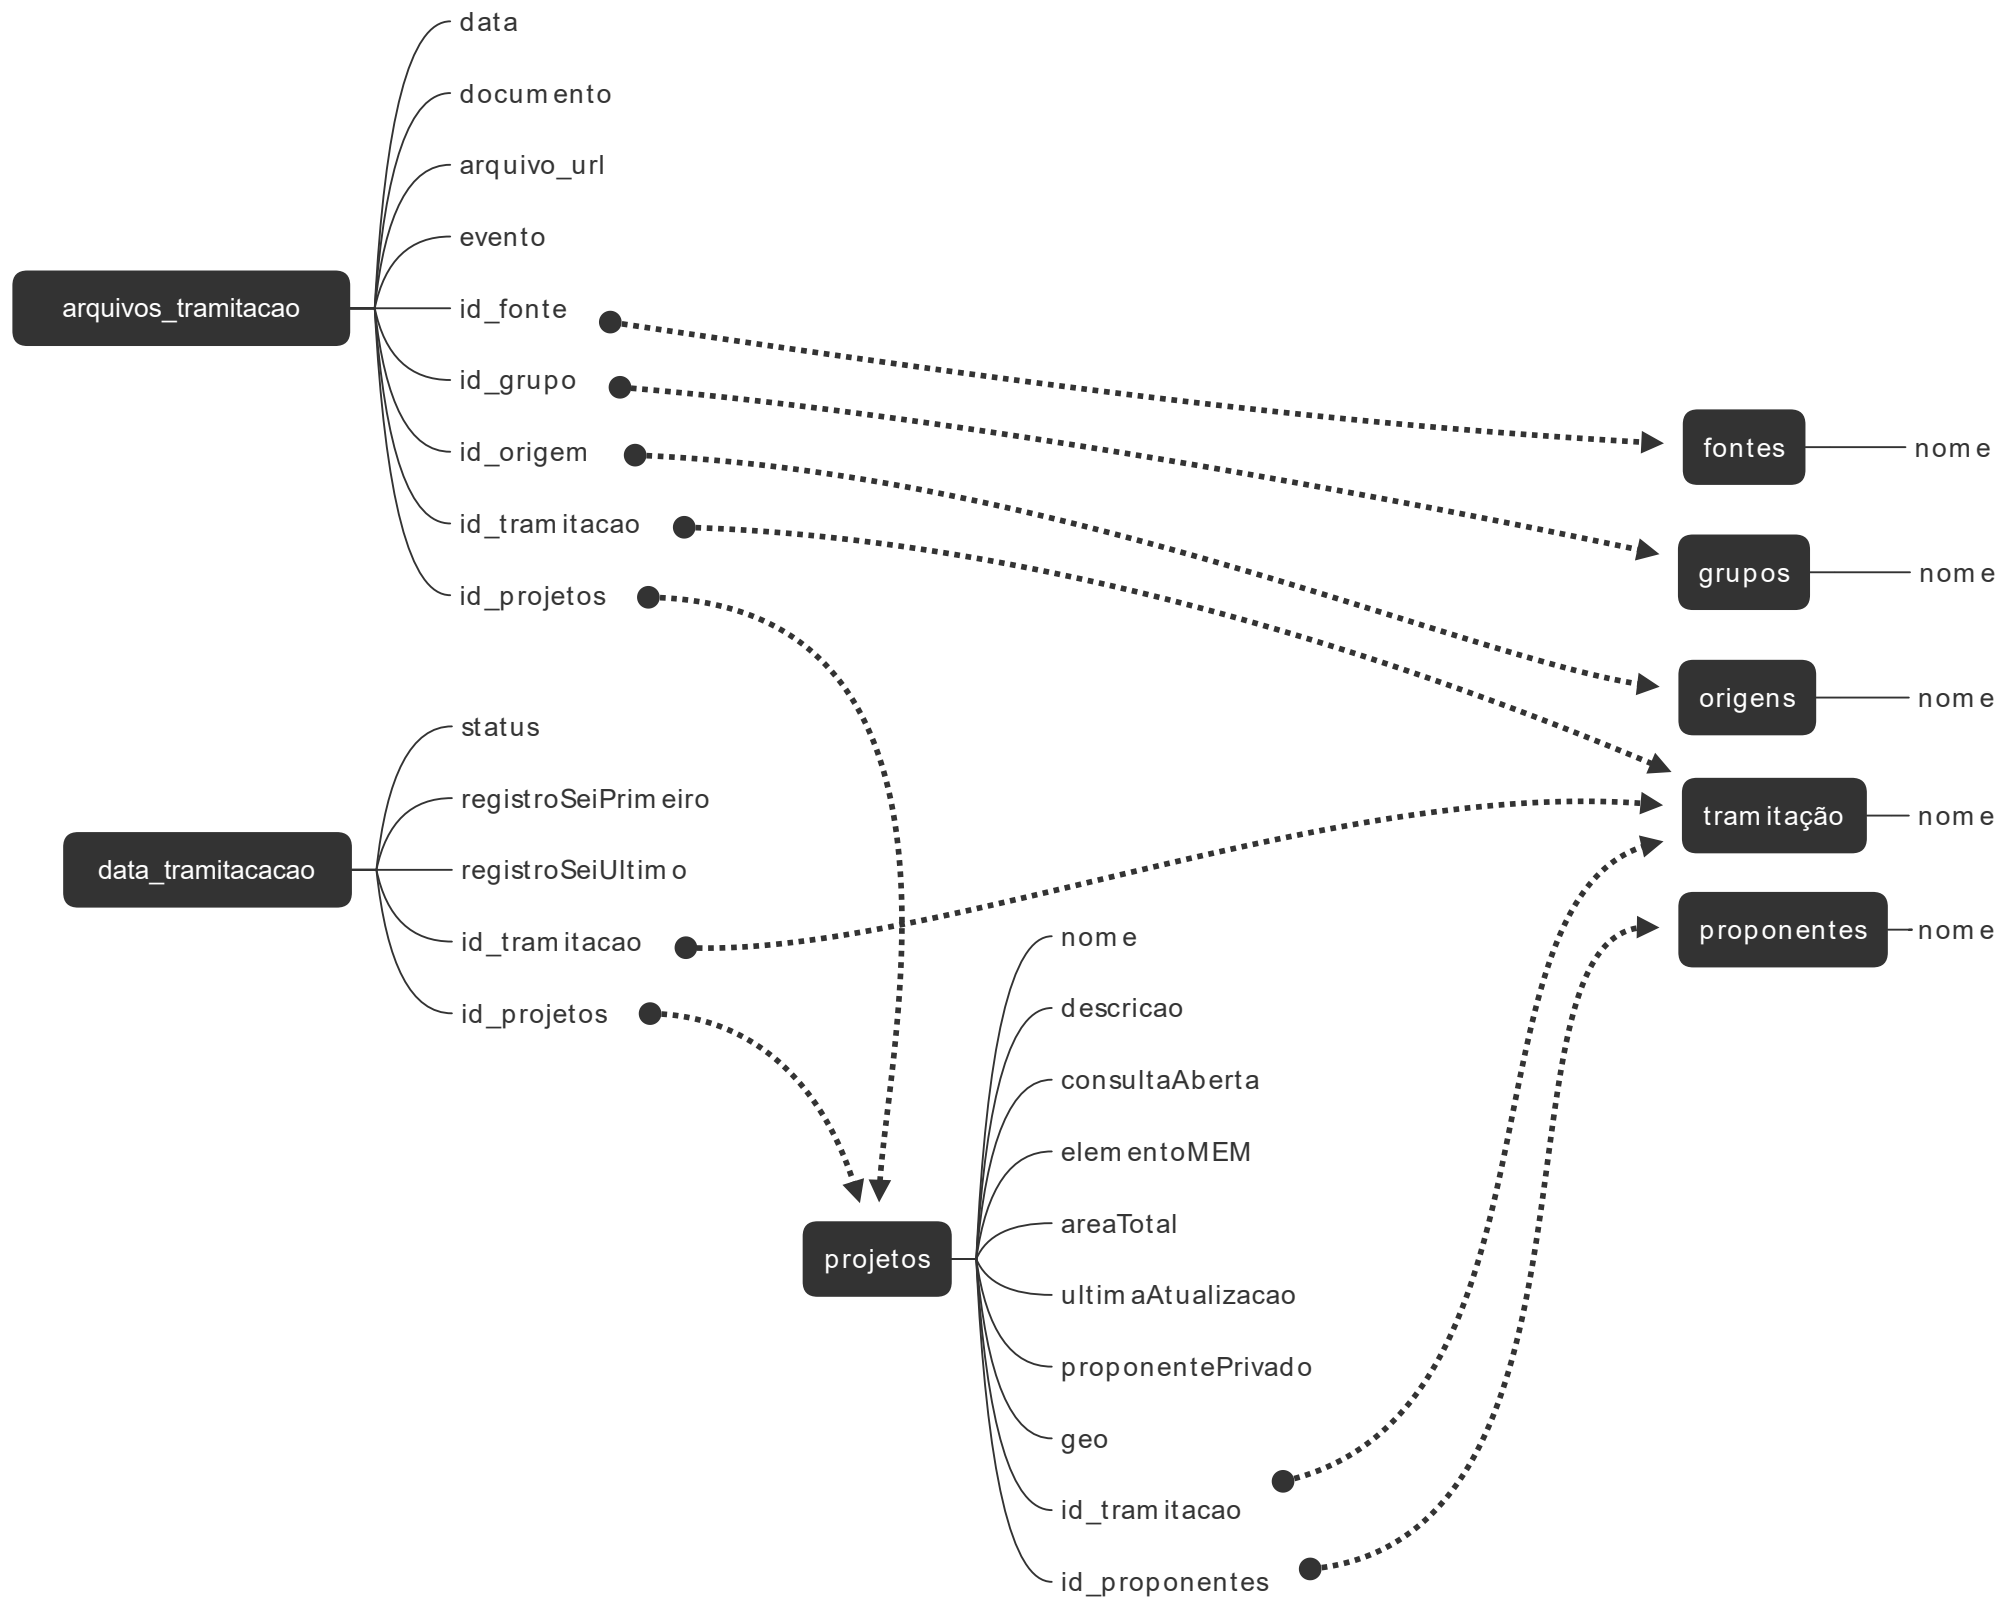 arquivos_tramitacao
data
documento
arquivo_url
evento
id_fonte
id_grupo
id_origem
id_tramitacao
id_projetos
data_tramitacacao
status
registroSeiPrimeiro
registroSeiUltimo
id_tramitacao
id_projetos
projetos
nome
descricao
consultaAberta
elementoMEM
areaTotal
ultimaAtualizacao
proponentePrivado
geo
id_tramitacao
id_proponentes
fontes
nome
grupos
nome
origens
nome
tramitação
nome
proponentes
nome